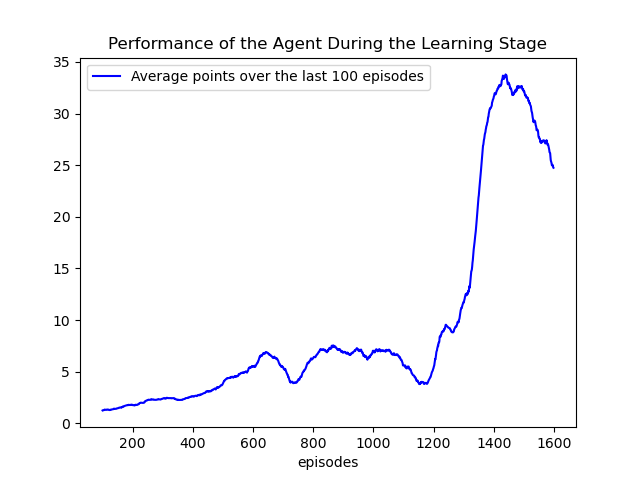 Performance of the Agent During the Learning Stage
35
Average points over the last 100 episodes
30
25
20
15
10
5
0
200 400 600 800 1000 1200 1400 1600
episodes